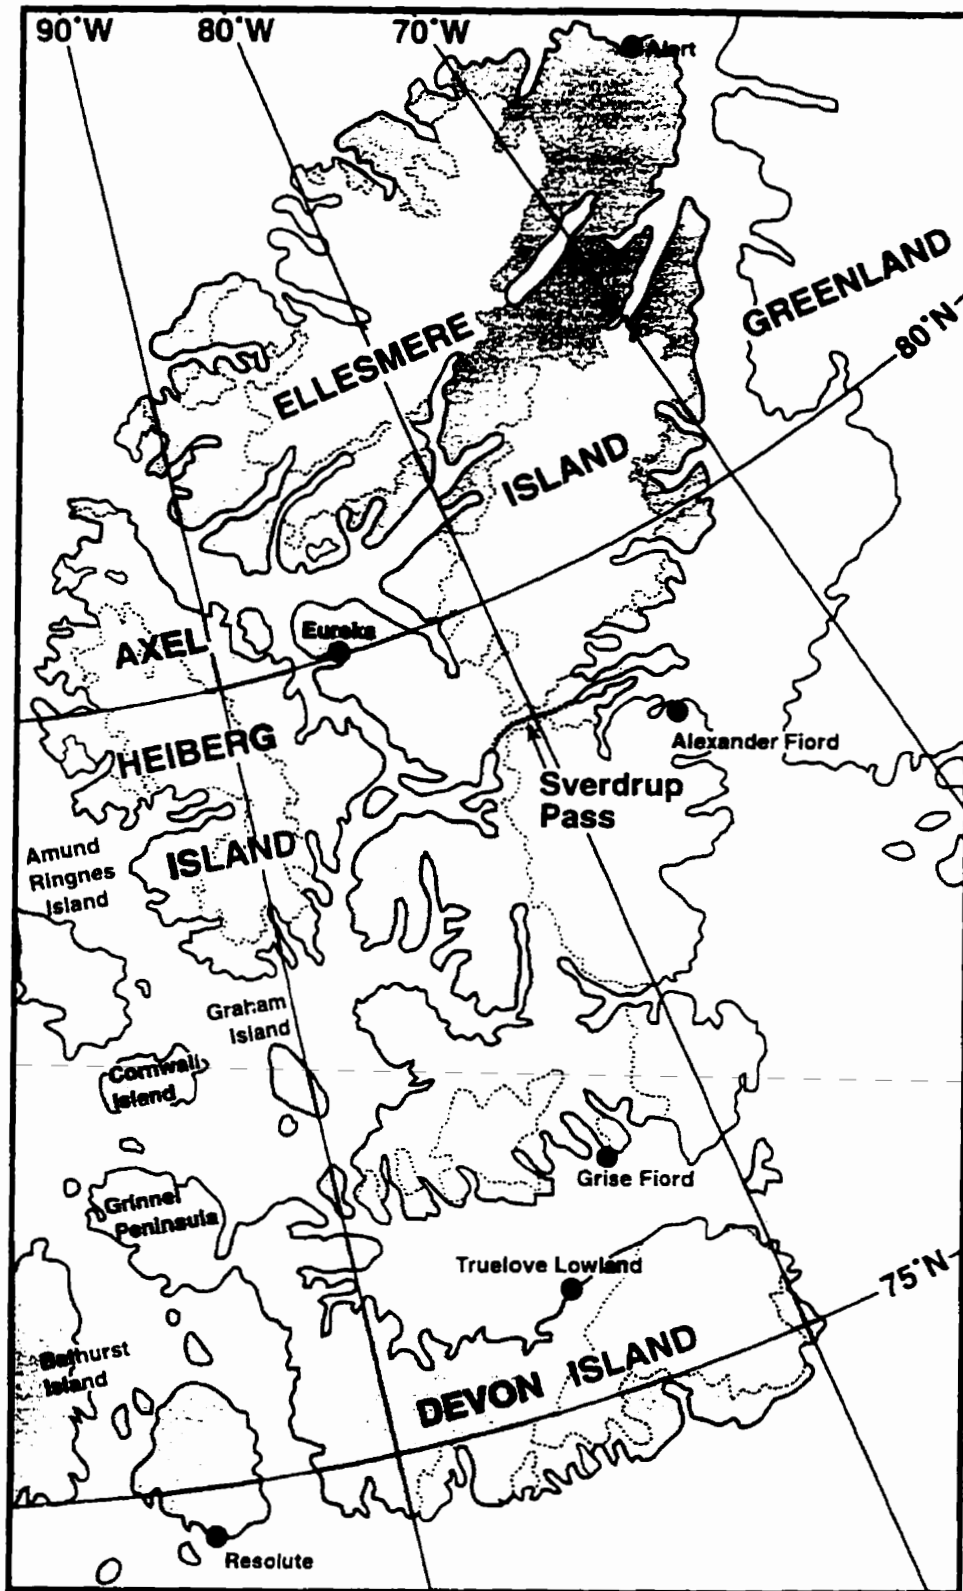 90°W
80°W
70°W
Alert
GREENLAND
80°N
ELLESMERE
ISLAND
Eureka
AXEL
HEIBERG
ISLAND
Alexander Fiord
Sverdrup
Pass
Amund
Ringnes
Island
Graham
Island
Cornwall
Island
Grise Fiord
Grinnel
Peninsula
Truelove Lowland
75°N
Bathurst
Island
DEVON ISLAND
Resolute